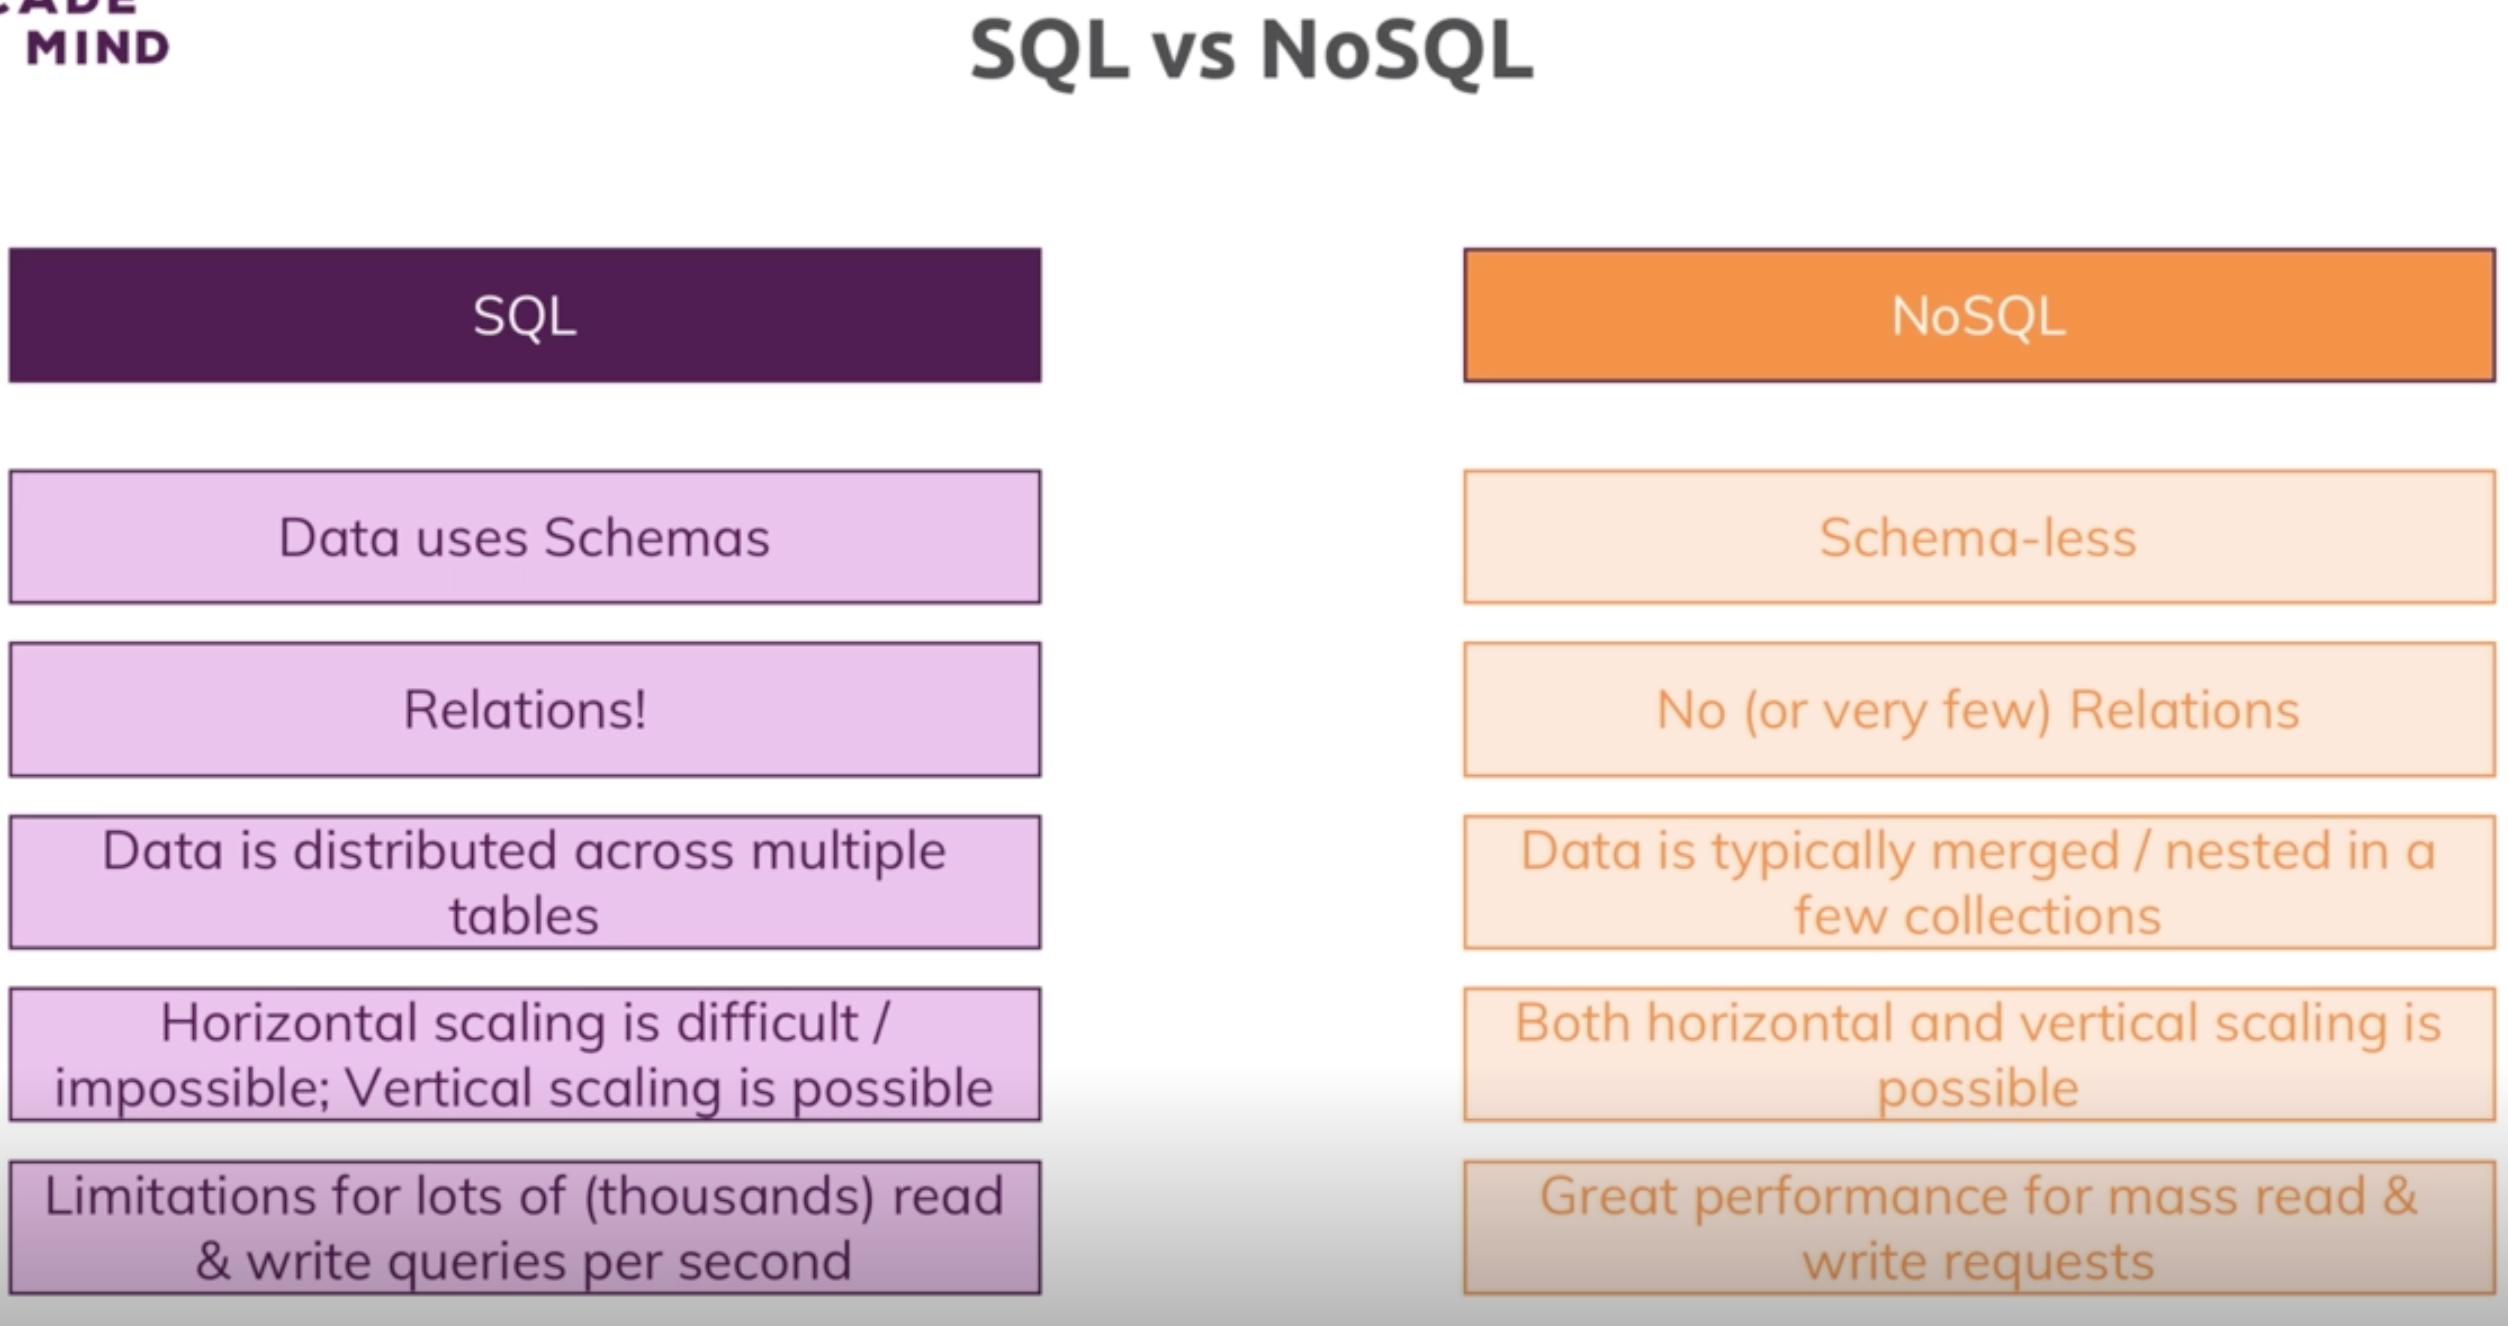 MIND
SQL vs NoSQL
SQL
NoSQL
Data uses Schemas
Schema-less
Relations!
No (or very few) Relations
Data is distributed across multiple
tables
Data is typically merged / nested in a
few collections
Horizontal scaling is difficult /
impossible; Vertical scaling is possible
Both horizontal and vertical scaling is
possible
Limitations for lots of (thousands) read
& write queries per second
Great performance for mass read &
write requests